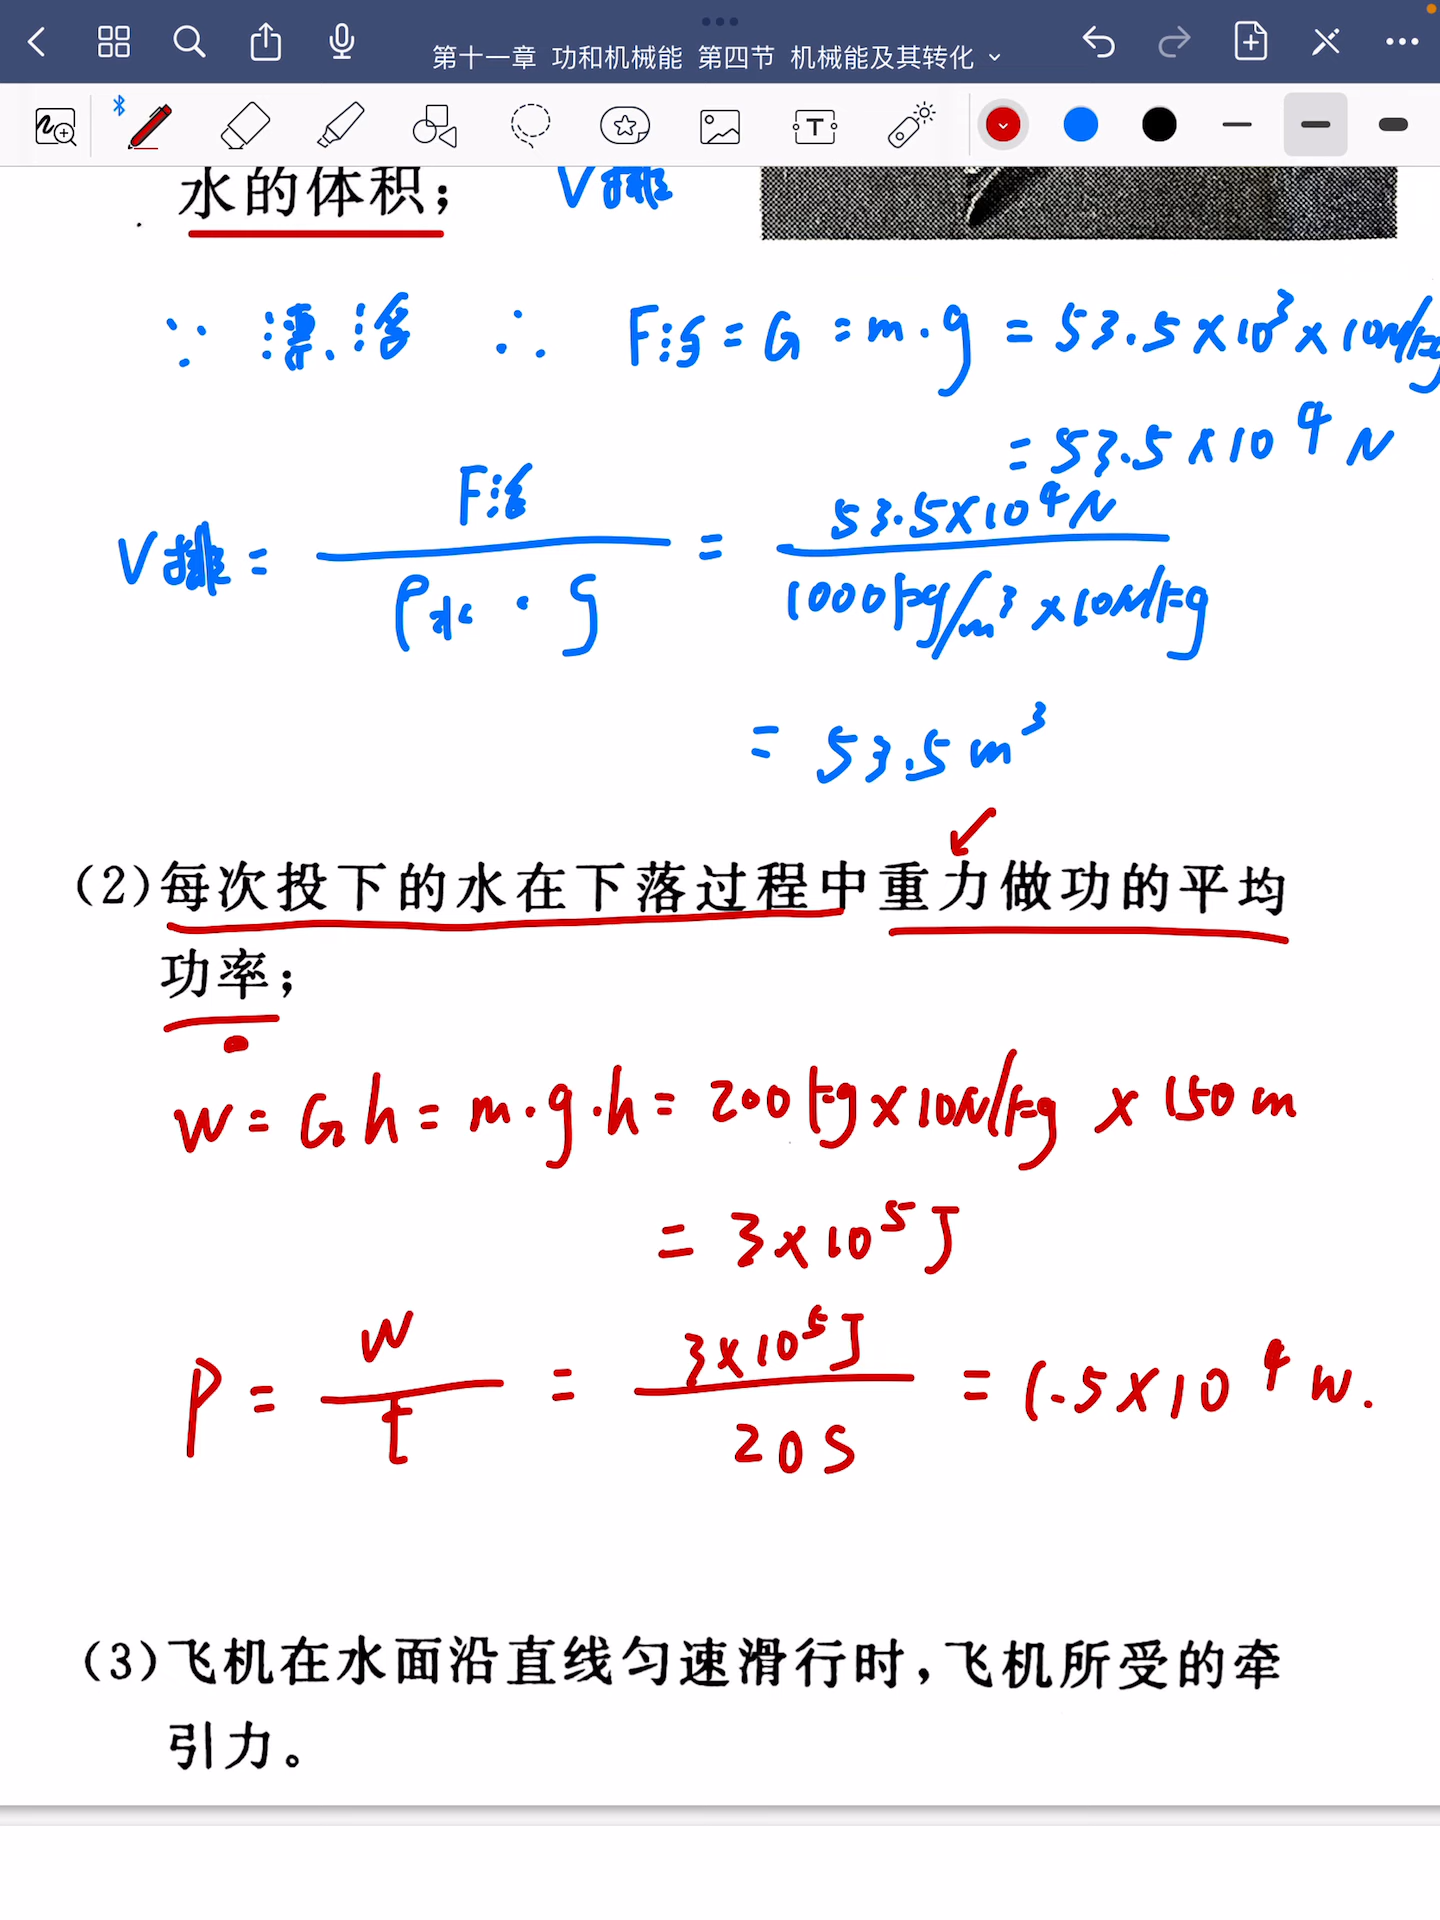 第十一章 功和机械能 第四节 机械能及其转化
水的体积； V排
∵ 漂浮 ∴ F浮 = G = m·g = 53.5×10³×10N/kg
= 53.5×10⁴N
V排 = F浮/ρ水·g = 53.5×10⁴N/1000kg/m³×10N/kg
= 53.5m³
(2)每次投下的水在下落过程中重力做功的平均
功率；
W = Gh = m·g·h = 200kg×10N/kg×150m
= 3×10⁵J
P = W/t = 3×10⁵J/20s = 1.5×10⁴W.
(3)飞机在水面沿直线匀速滑行时，飞机所受的牵
引力。